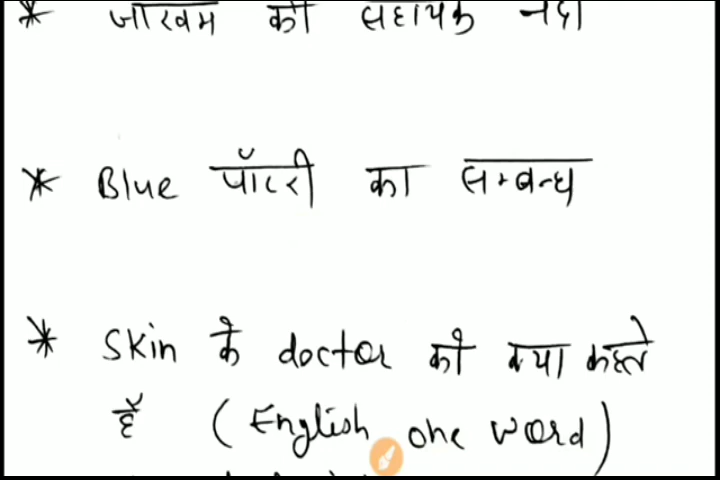 * जाखम की सहायक नदी
* Blue पॉटरी का सम्बन्ध
* Skin के doctor को क्या कहते
हैं (English one word)